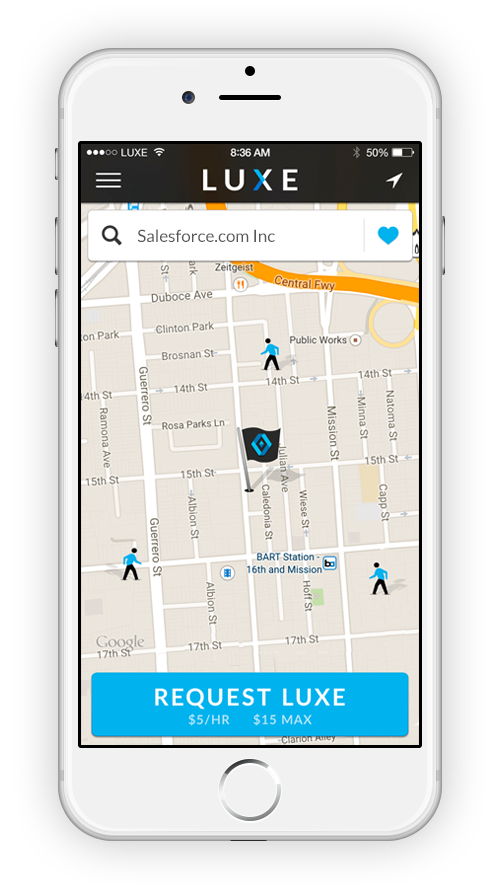 LUXE
8:36 AM
50%
LUXE
Salesforce.com Inc
Zeitgeist
Central Fwy
Duboce Ave
Clinton Park
Public Works
Brosnan St
14th St
14th St
14th St
Guerrero St
Ramona Ave
Rosa Parks Ln
Mission St
Minna St
Natoma St
15th St
15th St
15th St
Julian Ave
Caledonia St
Wiese St
Capp St
Albion St
Guerrero St
BART Station -
16th and Mission
Albion St
Hoff St
Google
17th St
17th St
17th St
REQUEST LUXE
$5/HR $15 MAX
Clarion Alley